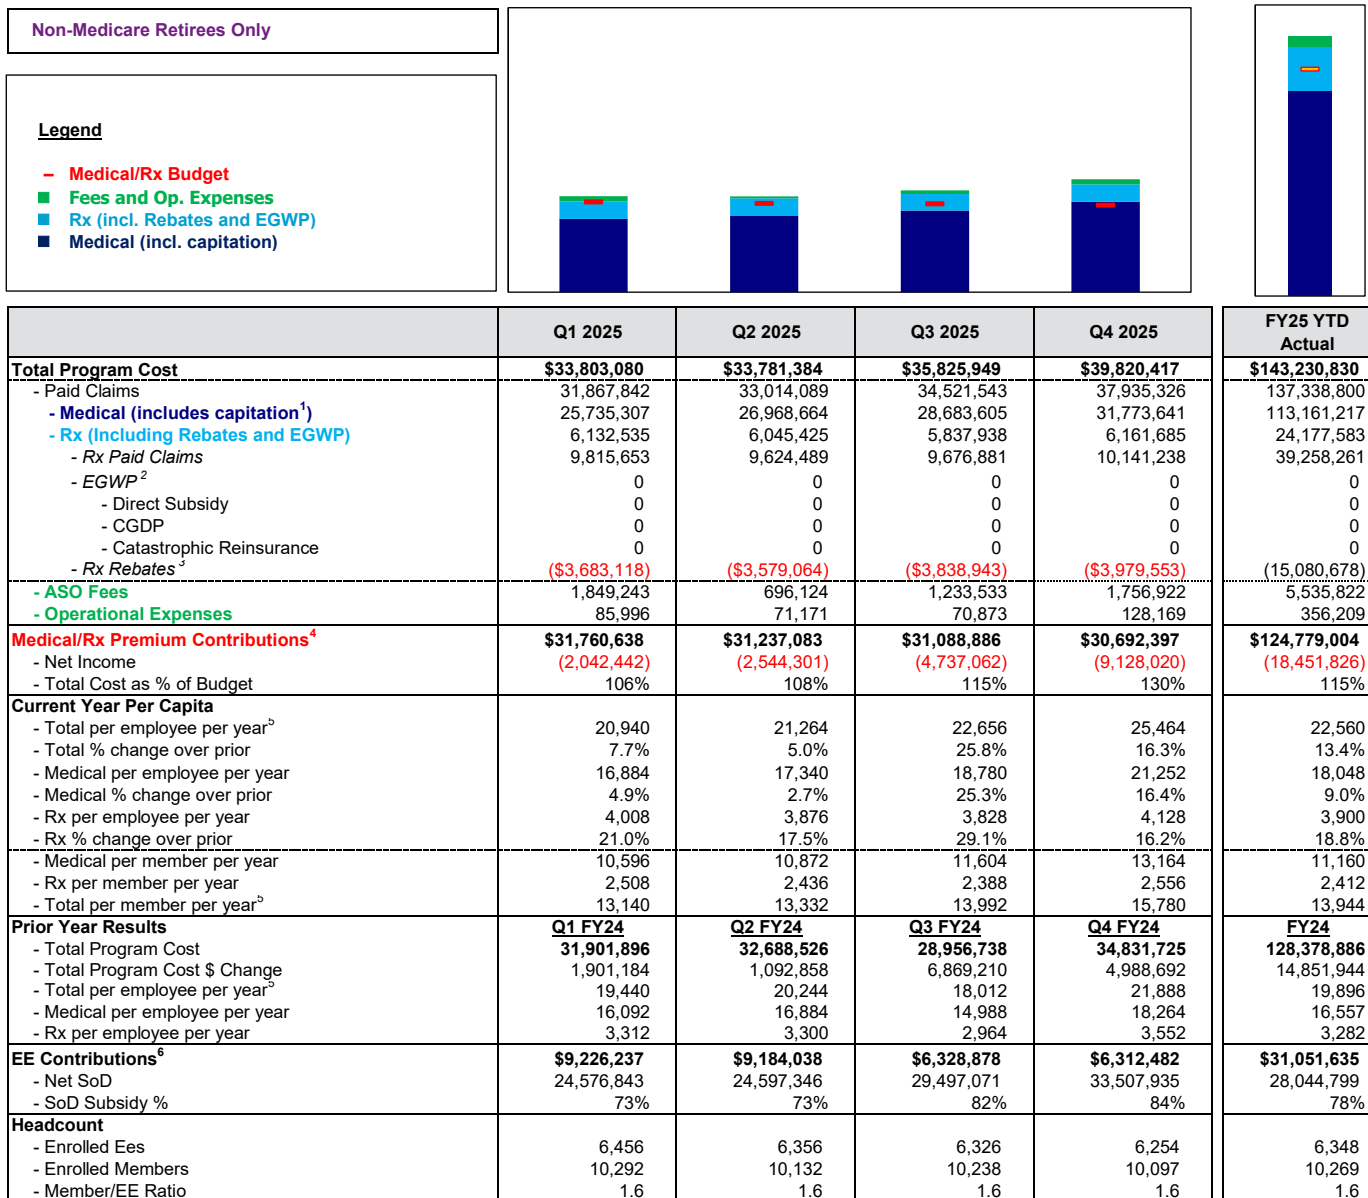 Non-Medicare Retirees Only
Legend
– Medical/Rx Budget
Fees and Op. Expenses
Rx (incl. Rebates and EGWP)
Medical (incl. capitation)
Q1 2025 Q2 2025 Q3 2025 Q4 2025 FY25 YTD
Actual
Total Program Cost $33,803,080 $33,781,384 $35,825,949 $39,820,417 $143,230,830
- Paid Claims 31,867,842 33,014,089 34,521,543 37,935,326 137,338,800
- Medical (includes capitation1) 25,735,307 26,968,664 28,683,605 31,773,641 113,161,217
- Rx (Including Rebates and EGWP) 6,132,535 6,045,425 5,837,938 6,161,685 24,177,583
- Rx Paid Claims 9,815,653 9,624,489 9,676,881 10,141,238 39,258,261
- EGWP 2 0 0 0 0 0
- Direct Subsidy 0 0 0 0 0
- CGDP 0 0 0 0 0
- Catastrophic Reinsurance 0 0 0 0 0
- Rx Rebates 3 ($3,683,118) ($3,579,064) ($3,838,943) ($3,979,553) (15,080,678)
- ASO Fees 1,849,243 696,124 1,233,533 1,756,922 5,535,822
- Operational Expenses 85,996 71,171 70,873 128,169 356,209
Medical/Rx Premium Contributions4 $31,760,638 $31,237,083 $31,088,886 $30,692,397 $124,779,004
- Net Income (2,042,442) (2,544,301) (4,737,062) (9,128,020) (18,451,826)
- Total Cost as % of Budget 106% 108% 115% 130% 115%
Current Year Per Capita
- Total per employee per year5 20,940 21,264 22,656 25,464 22,560
- Total % change over prior 7.7% 5.0% 25.8% 16.3% 13.4%
- Medical per employee per year 16,884 17,340 18,780 21,252 18,048
- Medical % change over prior 4.9% 2.7% 25.3% 16.4% 9.0%
- Rx per employee per year 4,008 3,876 3,828 4,128 3,900
- Rx % change over prior 21.0% 17.5% 29.1% 16.2% 18.8%
- Medical per member per year 10,596 10,872 11,604 13,164 11,160
- Rx per member per year 2,508 2,436 2,388 2,556 2,412
- Total per member per year5 13,140 13,332 13,992 15,780 13,944
Prior Year Results Q1 FY24 Q2 FY24 Q3 FY24 Q4 FY24 FY24
- Total Program Cost 31,901,896 32,688,526 28,956,738 34,831,725 128,378,886
- Total Program Cost $ Change 1,901,184 1,092,858 6,869,210 4,988,692 14,851,944
- Total per employee per year5 19,440 20,244 18,012 21,888 19,896
- Medical per employee per year 16,092 16,884 14,988 18,264 16,557
- Rx per employee per year 3,312 3,300 2,964 3,552 3,282
EE Contributions6 $9,226,237 $9,184,038 $6,328,878 $6,312,482 $31,051,635
- Net SoD 24,576,843 24,597,346 29,497,071 33,507,935 28,044,799
- SoD Subsidy % 73% 73% 82% 84% 78%
Headcount
- Enrolled Ees 6,456 6,356 6,326 6,254 6,348
- Enrolled Members 10,292 10,132 10,238 10,097 10,269
- Member/EE Ratio 1.6 1.6 1.6 1.6 1.6